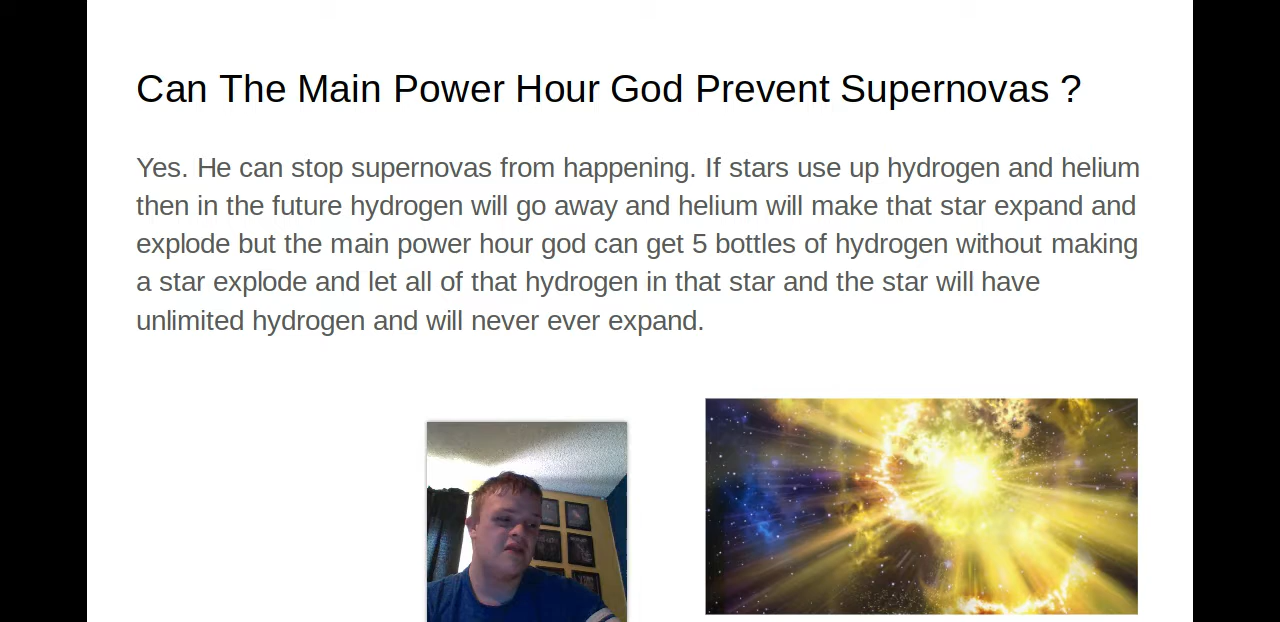 Can The Main Power Hour God Prevent Supernovas ?
Yes. He can stop supernovas from happening. If stars use up hydrogen and helium
then in the future hydrogen will go away and helium will make that star expand and
explode but the main power hour god can get 5 bottles of hydrogen without making
a star explode and let all of that hydrogen in that star and the star will have
unlimited hydrogen and will never ever expand.